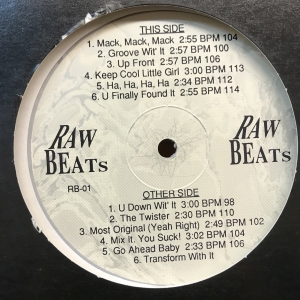 THIS SIDE
1. Mack, Mack, Mack 2:55 BPM 104
2. Groove Wit' It 2:57 BPM 100
3. Up Front 2:57 BPM 106
4. Keep Cool Little Girl 3:00 BPM 113
5. Ha, Ha, Ha, Ha 2:34 BPM 112
6. U Finally Found It 2:55 BPM 114
RAW
BEATs
RAW
BEATs
RB-01
OTHER SIDE
1. U Down Wit' It 3:00 BPM 98
2. The Twister 2:30 BPM 110
3. Most Original (Yeah Right) 2:49 BPM 102
4. Mix It. You Suck! 3:02 BPM 104
5. Go Ahead Baby 2:33 BPM 106
6. Transform With It